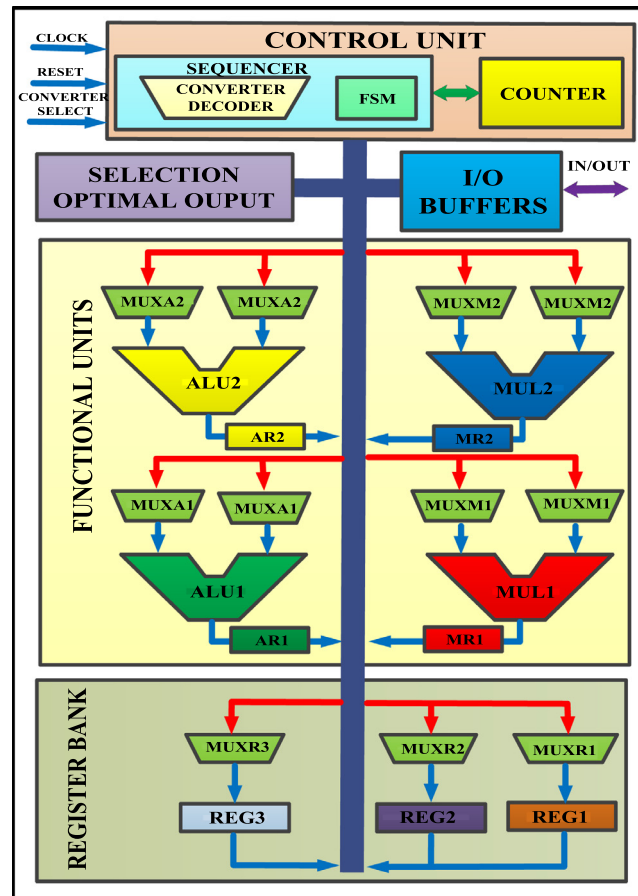 CONTROL UNIT
CLOCK
RESET
CONVERTER
SELECT
SEQUENCER
CONVERTER
DECODER
FSM
COUNTER
SELECTION
OPTIMAL OUPUT
I/O
BUFFERS
IN/OUT
FUNCTIONAL UNITS
MUXA2
MUXA2
MUXM2
MUXM2
ALU2
MUL2
AR2
MR2
MUXA1
MUXA1
MUXM1
MUXM1
ALU1
MUL1
AR1
MR1
REGISTER BANK
MUXR3
MUXR2
MUXR1
REG3
REG2
REG1